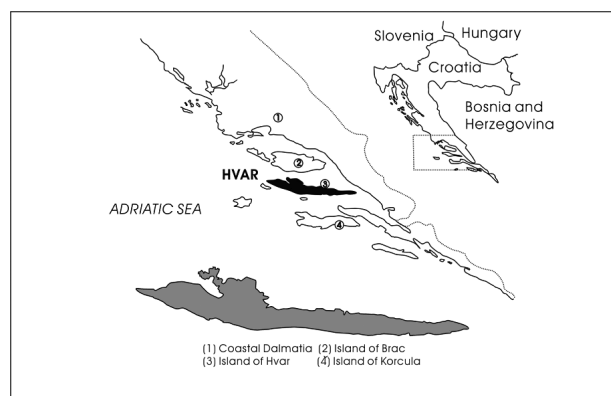 Slovenia Hungary
Croatia
Bosnia and
Herzegovina
1
2
HVAR
3
ADRIATIC SEA
4
(1) Coastal Dalmatia (2) Island of Brac
(3) Island of Hvar (4) Island of Korcula